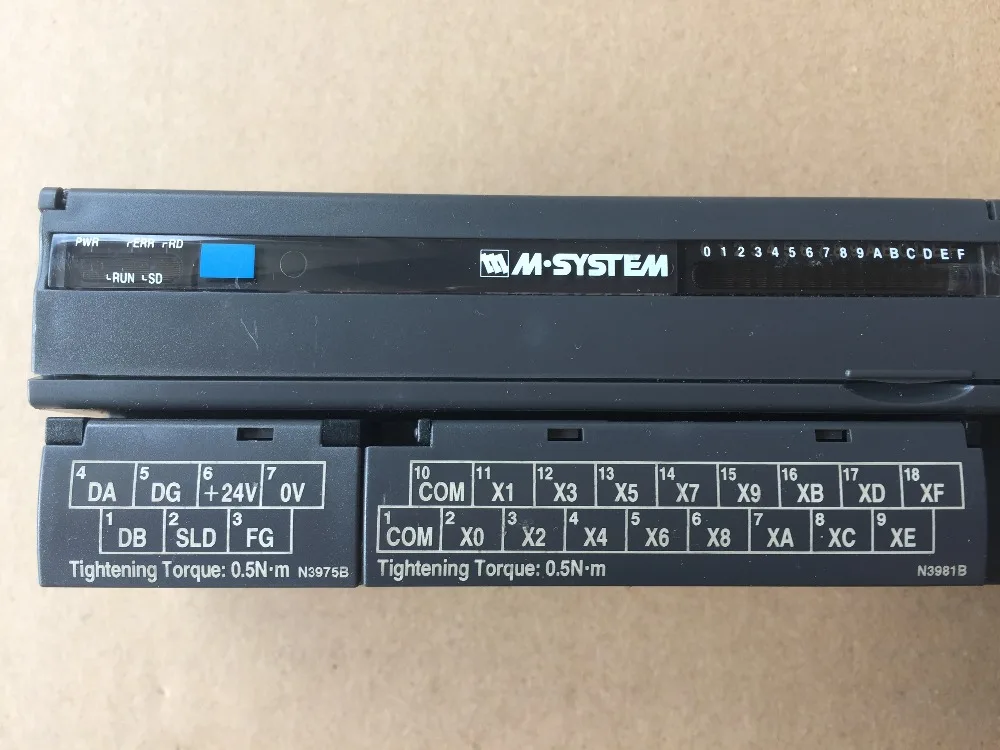 PWR ERR RD
RUN SD
M·SYSTEM
0 1 2 3 4 5 6 7 8 9 A B C D E F
4 DA 5 DG 6 +24V 7 0V
1 DB 2 SLD 3 FG
Tightening Torque: 0.5N·m N3975B
10 COM 11 X1 12 X3 13 X5 14 X7 15 X9 16 XB 17 XD 18 XF
1 COM 2 X0 3 X2 4 X4 5 X6 6 X8 7 XA 8 XC 9 XE
Tightening Torque: 0.5N·m N3981B